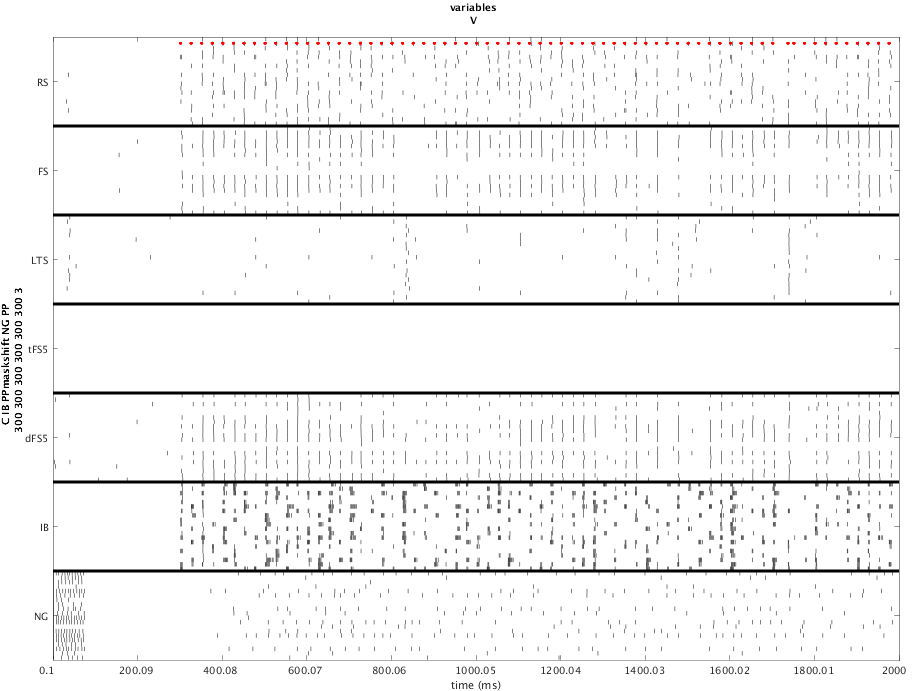 variables
V
RS
FS
LTS
tFS5
dFS5
IB
NG
C IB PPmaskshift NG PP
300 300 300 300 300 300 300 3
0.1 200.09 400.08 600.07 800.06 1000.05 1200.04 1400.03 1600.02 1800.01 2000
time (ms)